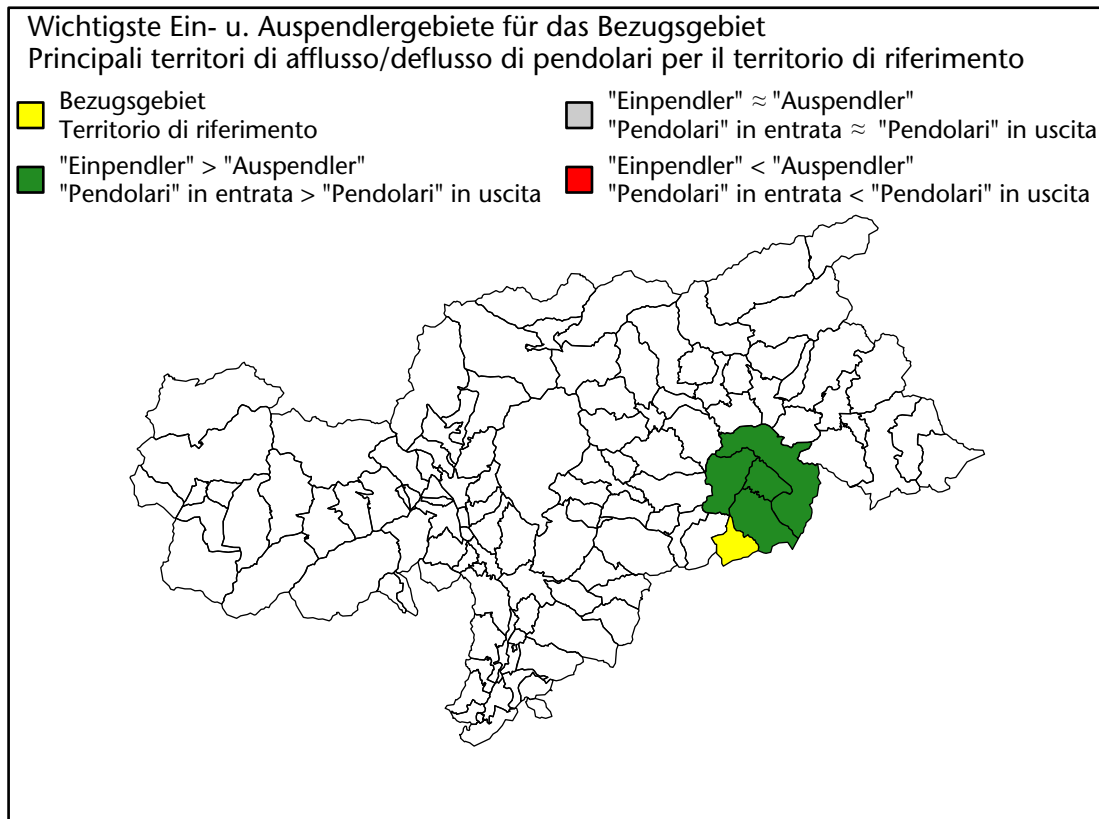 Wichtigste Ein- u. Auspendlergebiete für das Bezugsgebiet
Principali territori di afflusso/deflusso di pendolari per il territorio di riferimento
Bezugsgebiet
Territorio di riferimento
"Einpendler" > "Auspendler"
"Pendolari" in entrata > "Pendolari" in uscita
"Einpendler" ≈ "Auspendler"
"Pendolari" in entrata ≈ "Pendolari" in uscita
"Einpendler" < "Auspendler"
"Pendolari" in entrata < "Pendolari" in uscita